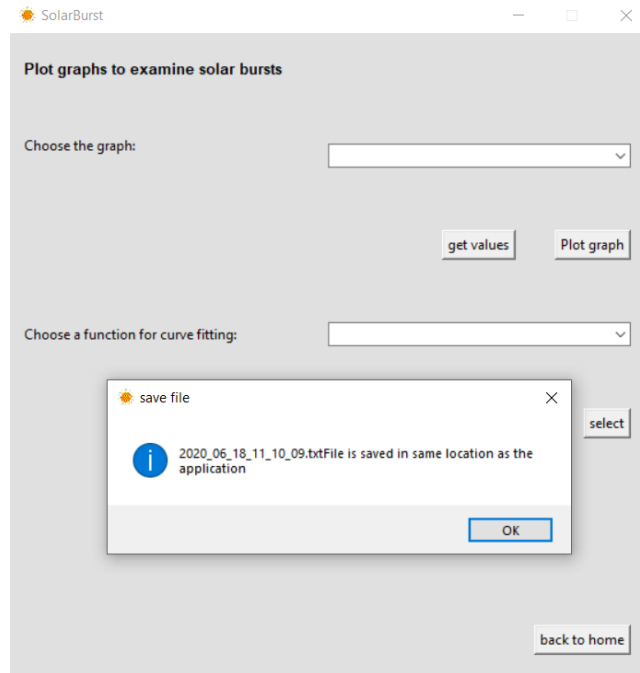 SolarBurst
Plot graphs to examine solar bursts
Choose the graph:
get values
Plot graph
Choose a function for curve fitting:
save file
select
2020_06_18_11_10_09.txtFile is saved in same location as the
application
OK
back to home